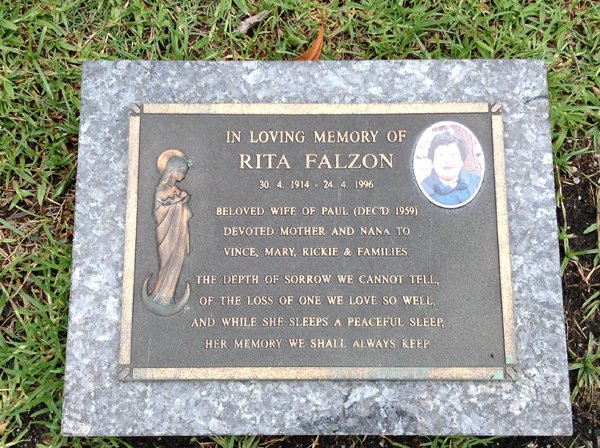 IN LOVING MEMORY OF
RITA FALZON
30. 4. 1914 - 24. 4. 1996
BELOVED WIFE OF PAUL (DEC'D 1959)
DEVOTED MOTHER AND NANA TO
VINCE, MARY, RICKIE & FAMILIES
THE DEPTH OF SORROW WE CANNOT TELL,
OF THE LOSS OF ONE WE LOVE SO WELL,
AND WHILE SHE SLEEPS A PEACEFUL SLEEP,
HER MEMORY WE SHALL ALWAYS KEEP